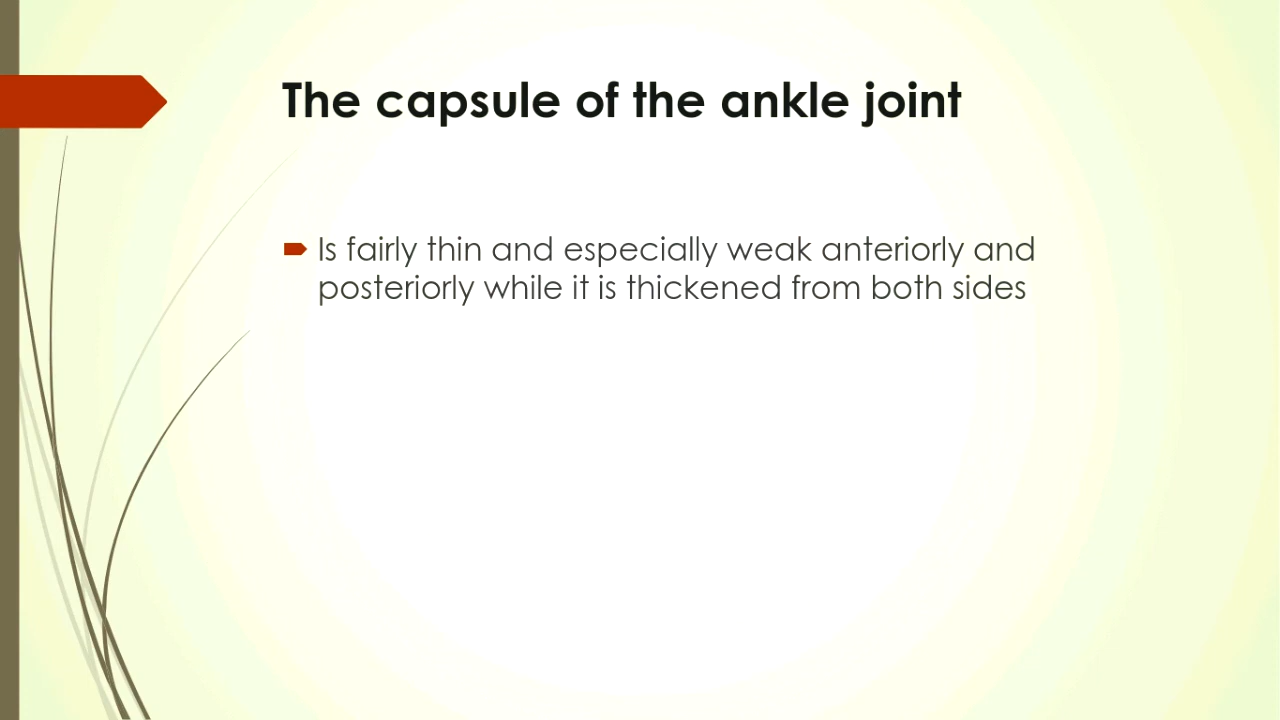 The capsule of the ankle joint
Is fairly thin and especially weak anteriorly and
posteriorly while it is thickened from both sides